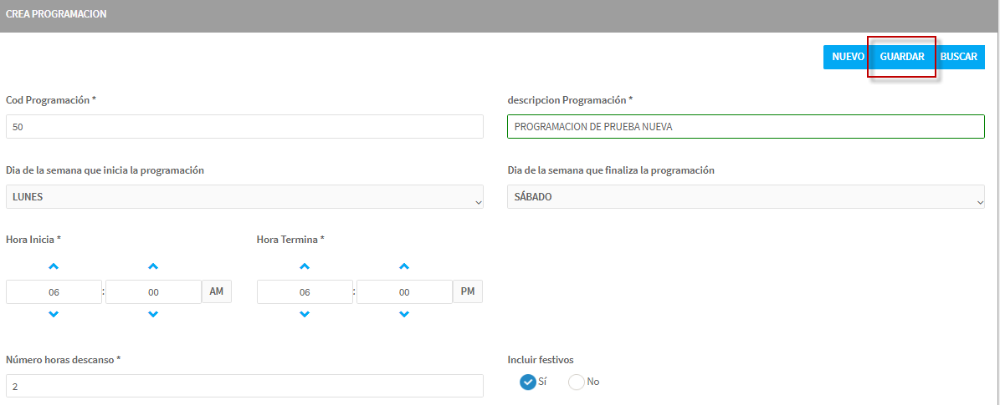 CREA PROGRAMACION
NUEVO GUARDAR BUSCAR
Cod Programación * descripcion Programación *
50 PROGRAMACION DE PRUEBA NUEVA
Dia de la semana que inicia la programación Dia de la semana que finaliza la programación
LUNES SÁBADO
Hora Inicia * Hora Termina *
06 : 00 AM 06 : 00 PM
Número horas descanso * Incluir festivos
2 Sí No